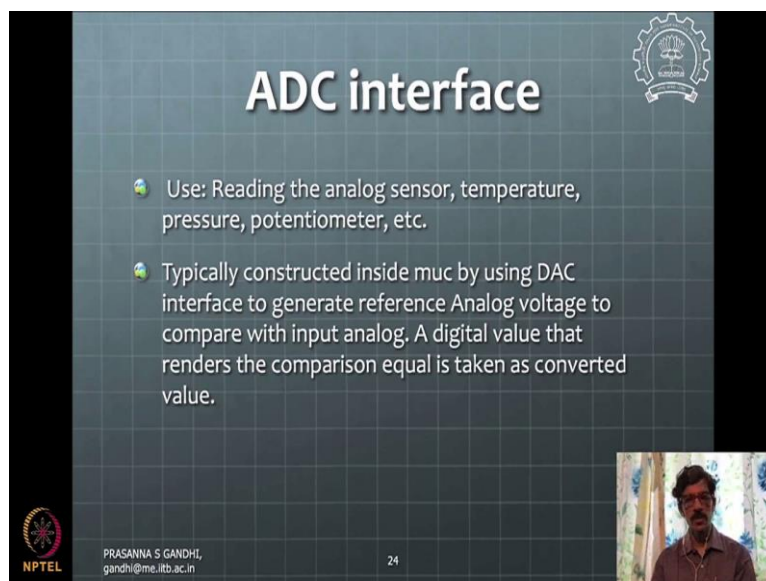 ADC interface
Use: Reading the analog sensor, temperature,
pressure, potentiometer, etc.
Typically constructed inside muc by using DAC
interface to generate reference Analog voltage to
compare with input analog. A digital value that
renders the comparison equal is taken as converted
value.
NPTEL
PRASANNA S GANDHI,
gandhi@me.iitb.ac.in
24